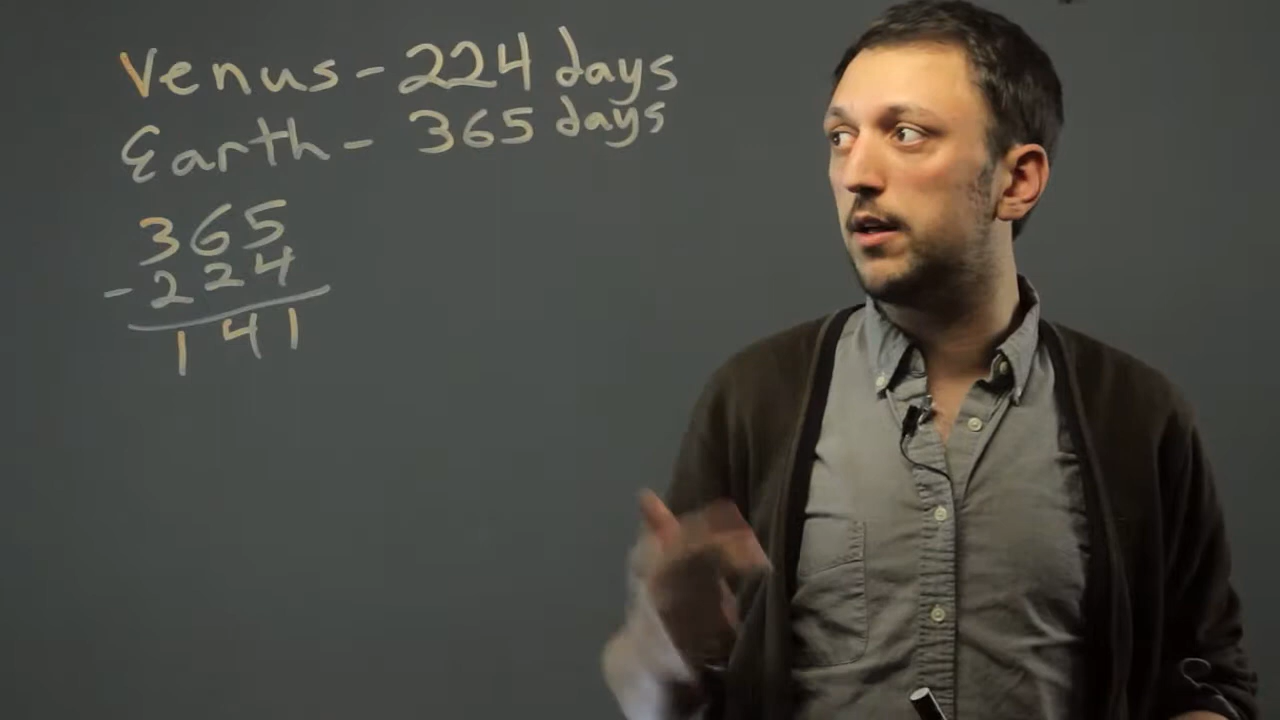 Venus - 224 days
Earth - 365 days
365
- 224
141